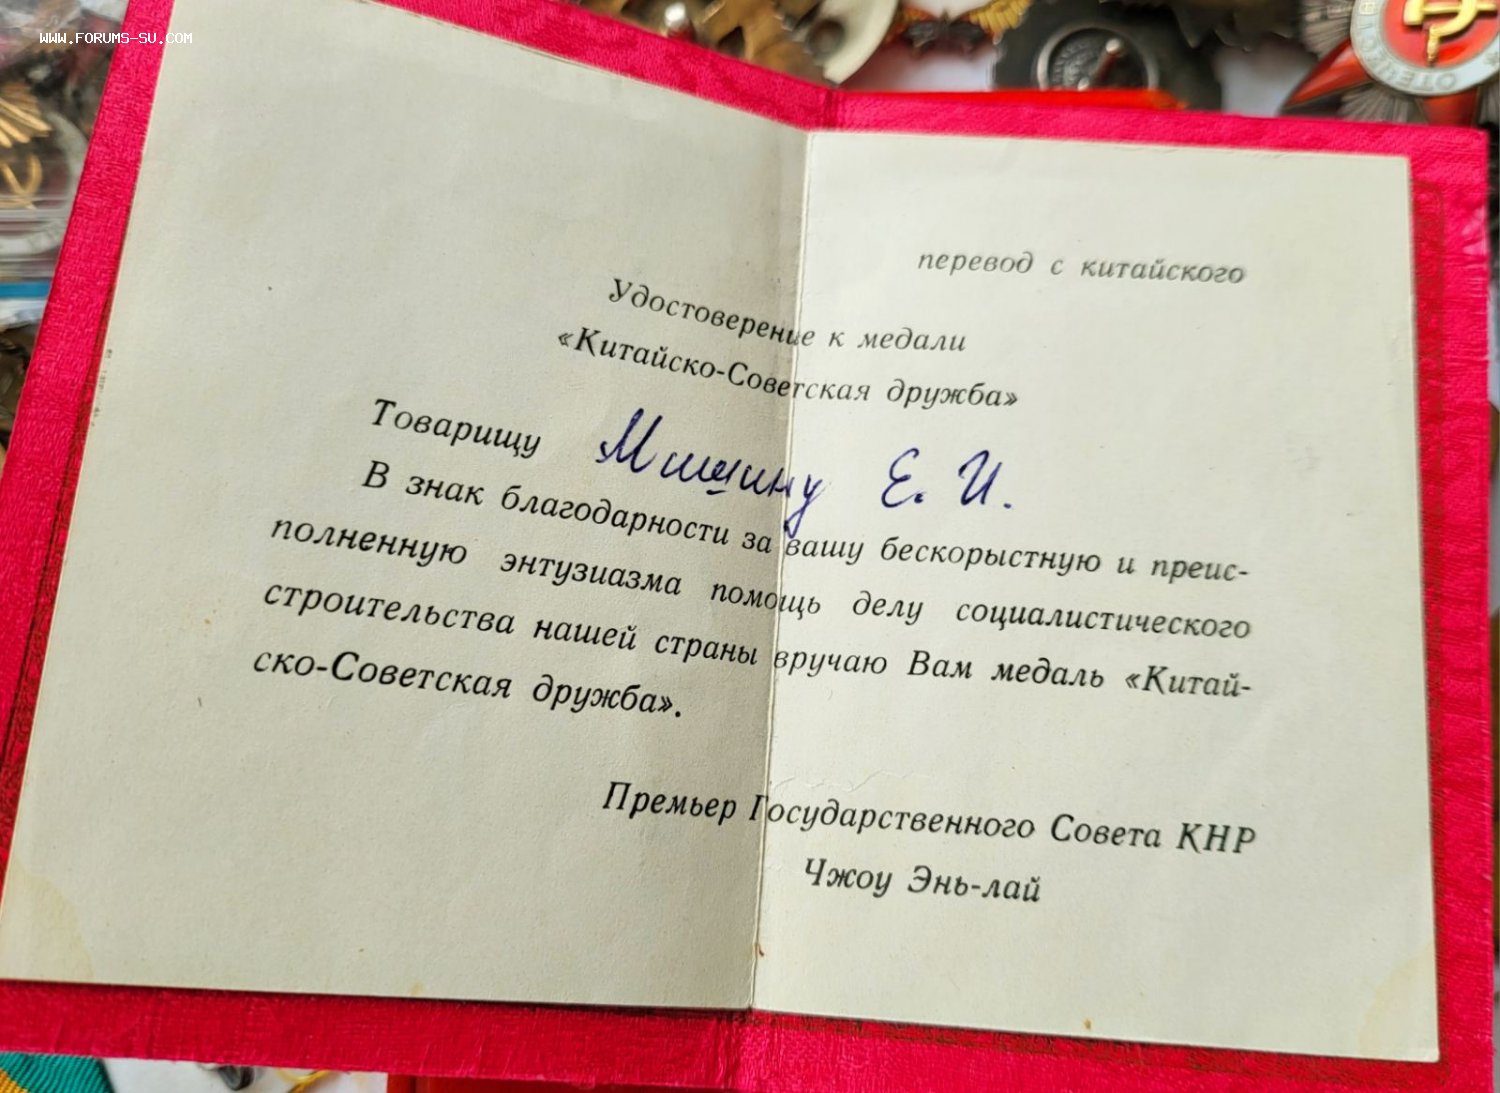 WWW.FORUMS-SU.COM
перевод с китайского
Удостоверение к медали
«Китайско-Советская дружба»
Товарищу Мишину Е. И.
В знак благодарности за вашу бескорыстную и преис-
полненную энтузиазма помощь делу социалистического
строительства нашей страны вручаю Вам медаль «Китай-
ско-Советская дружба».
Премьер Государственного Совета КНР
Чжоу Энь-лай